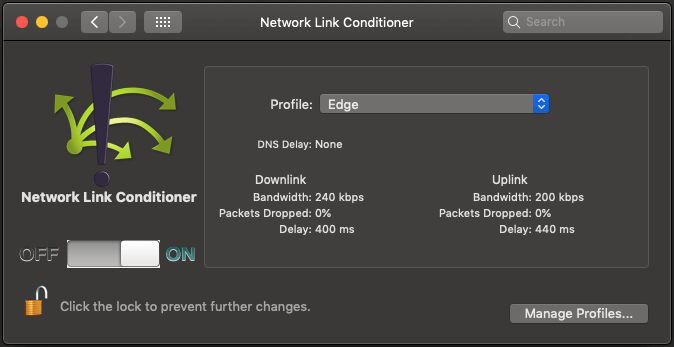 Network Link Conditioner
Search
Profile: Edge
DNS Delay: None
Downlink Uplink
Bandwidth: 240 kbps Bandwidth: 200 kbps
Packets Dropped: 0% Packets Dropped: 0%
Delay: 400 ms Delay: 440 ms
Network Link Conditioner
OFF ON
Click the lock to prevent further changes.
Manage Profiles...